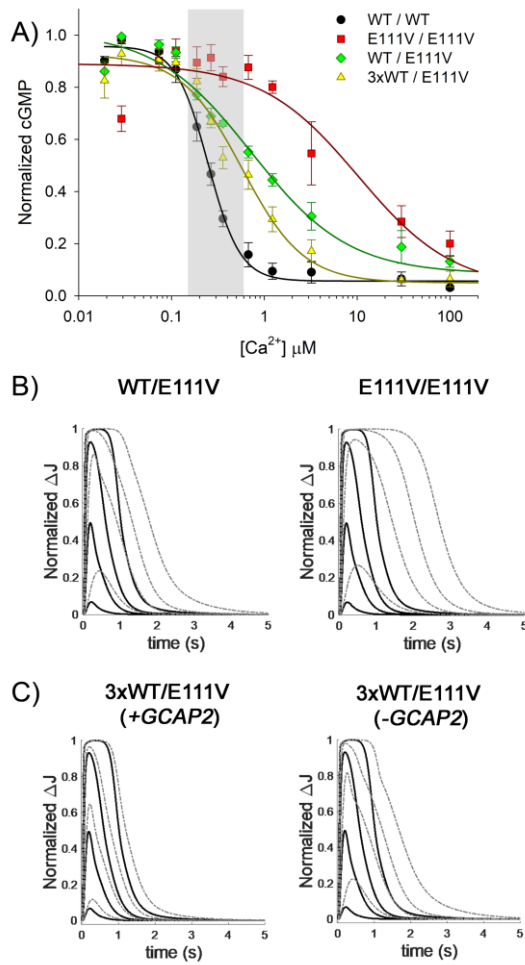 A)
WT / WT
E111V / E111V
WT / E111V
3xWT / E111V
Normalized cGMP
1.0
0.8
0.6
0.4
0.2
0.0
0.01 0.1 1 10 100
[Ca²⁺] μM
B)
WT/E111V
E111V/E111V
Normalized ΔJ
1
0.8
0.6
0.4
0.2
0
0 1 2 3 4 5
time (s)
Normalized ΔJ
1
0.8
0.6
0.4
0.2
0
0 1 2 3 4 5
time (s)
C)
3xWT/E111V
(+GCAP2)
3xWT/E111V
(-GCAP2)
Normalized ΔJ
1
0.8
0.6
0.4
0.2
0
0 1 2 3 4 5
time (s)
Normalized ΔJ
1
0.8
0.6
0.4
0.2
0
0 1 2 3 4 5
time (s)